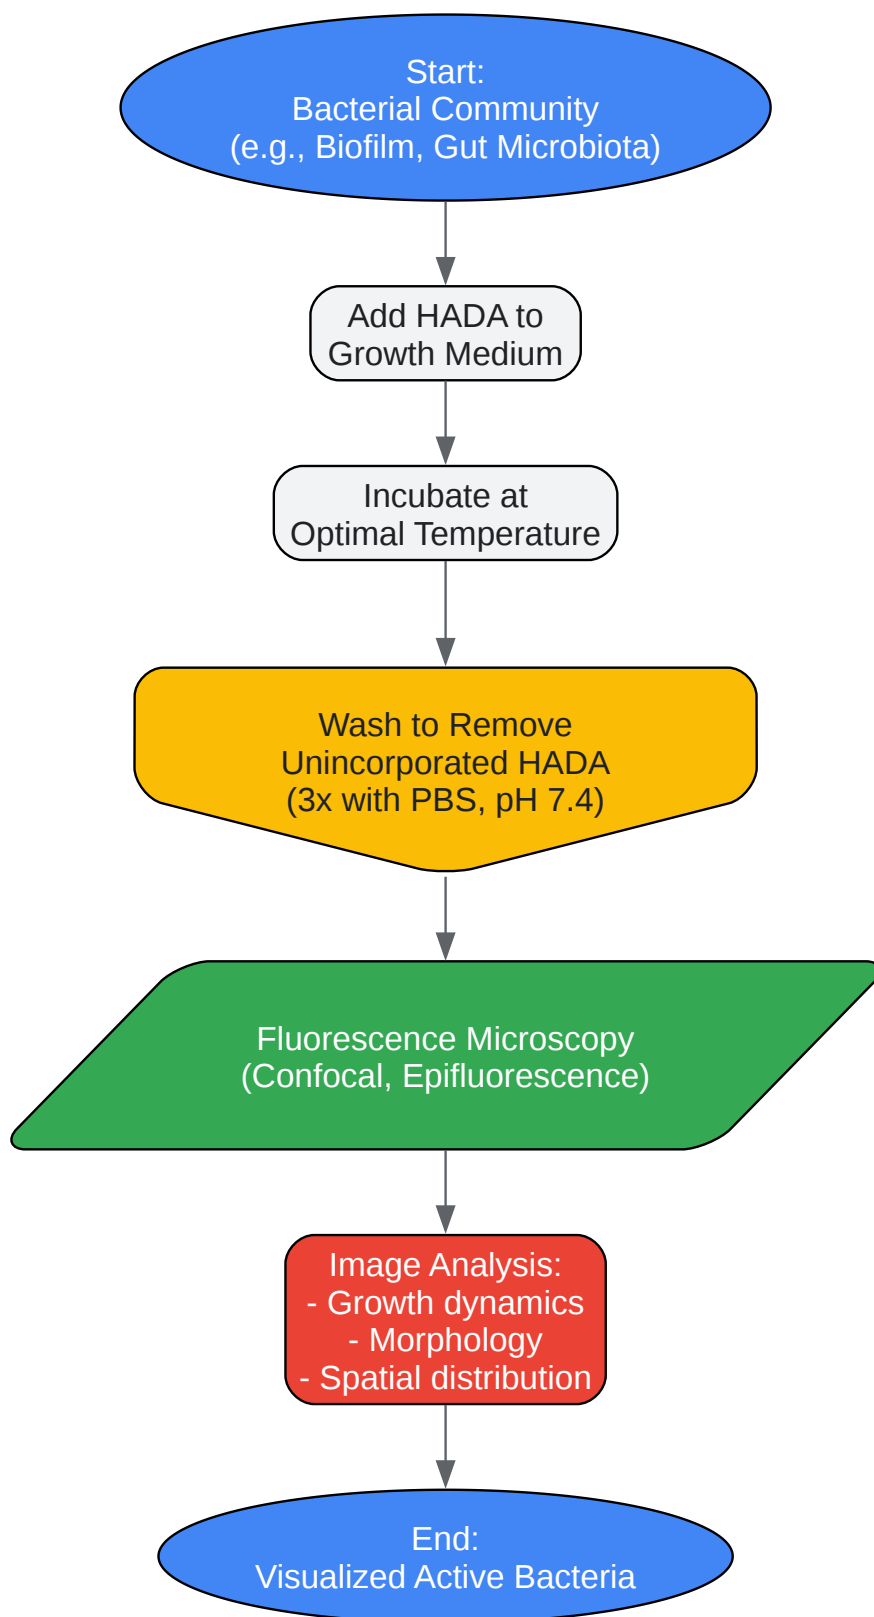 Start:
Bacterial Community
(e.g., Biofilm, Gut Microbiota)
Add HADA to
Growth Medium
Incubate at
Optimal Temperature
Wash to Remove
Unincorporated HADA
(3x with PBS, pH 7.4)
Fluorescence Microscopy
(Confocal, Epifluorescence)
Image Analysis:
- Growth dynamics
- Morphology
- Spatial distribution
End:
Visualized Active Bacteria